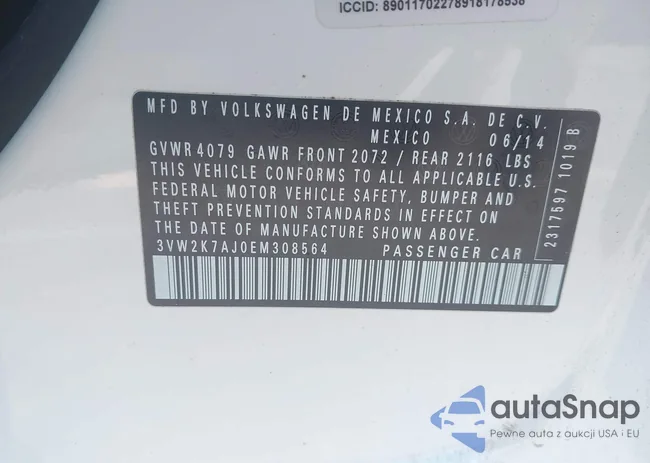 ICCID: 89011702278918178538
MFD BY VOLKSWAGEN DE MEXICO S.A. DE C.V.
MEXICO 06/14
GVWR 4079 GAWR FRONT 2072 / REAR 2116 LBS
THIS VEHICLE CONFORMS TO ALL APPLICABLE U.S.
FEDERAL MOTOR VEHICLE SAFETY, BUMPER AND
THEFT PREVENTION STANDARDS IN EFFECT ON
THE DATE OF MANUFACTURE SHOWN ABOVE.
3VW2K7AJ0EM308564 PASSENGER CAR
2317597 1019 B
autaSnap
Pewne auta z aukcji USA i EU